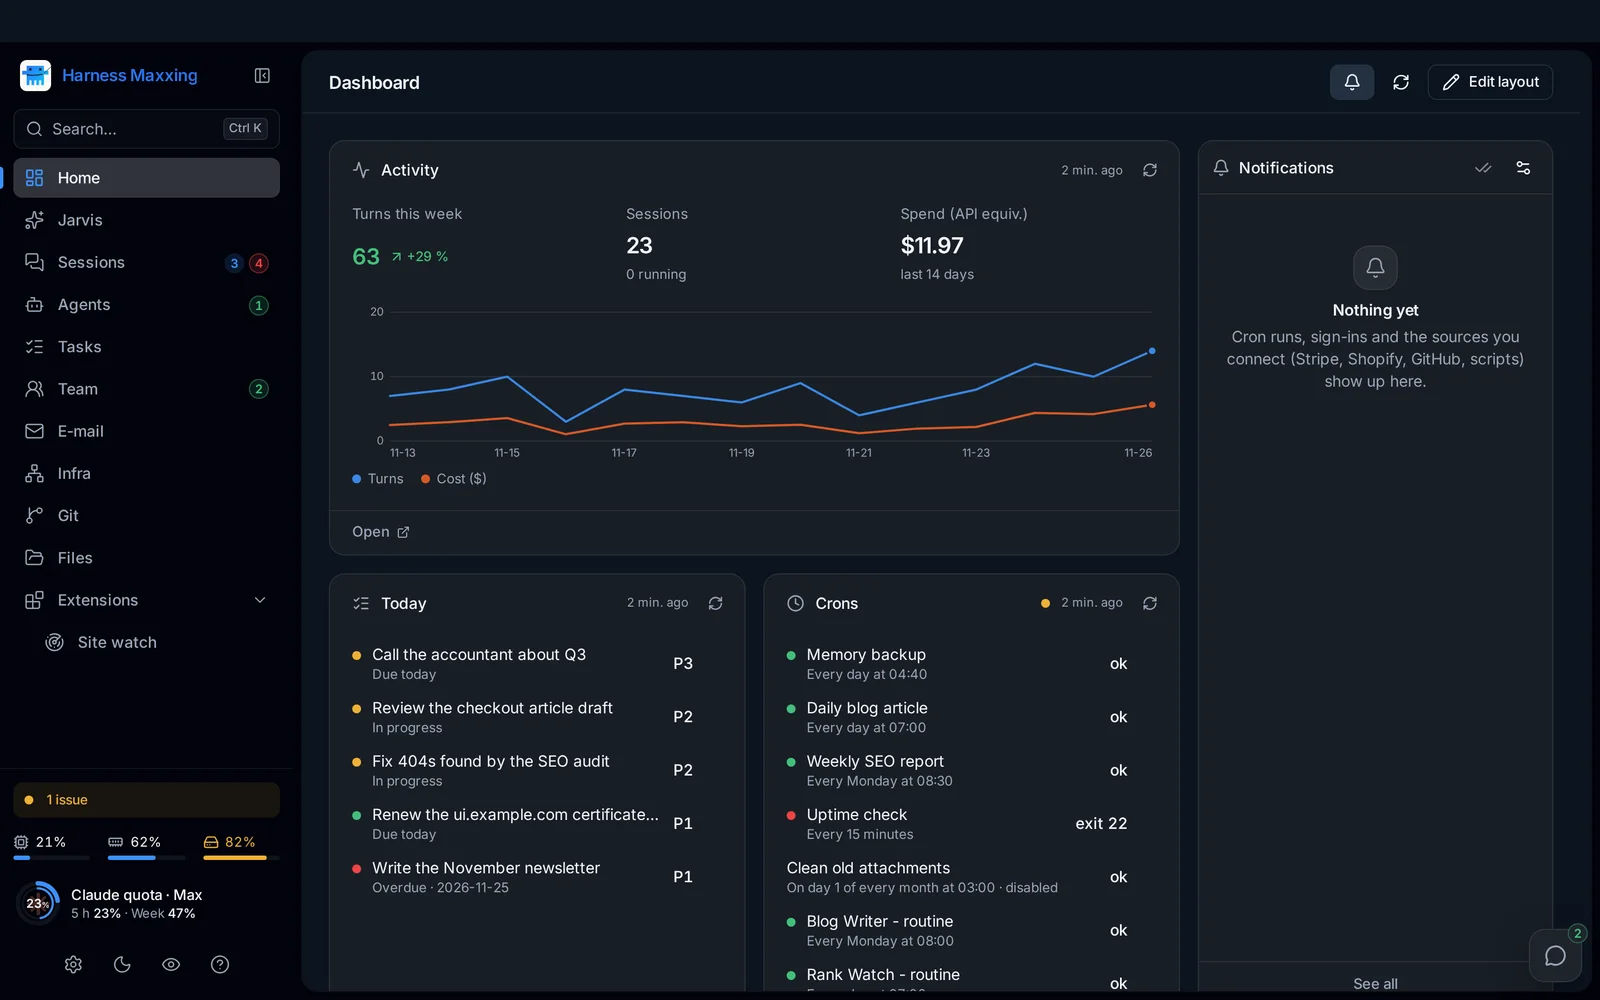 Harness Maxxing
Search...
Ctrl K
Home
Jarvis
Sessions
3
4
Agents
1
Tasks
Team
2
E-mail
Infra
Git
Files
Extensions
Site watch
1 issue
21%
62%
82%
23%
Claude quota · Max
5 h 23% · Week 47%
Dashboard
Edit layout
Activity
2 min. ago
Turns this week
63
+29 %
Sessions
23
0 running
Spend (API equiv.)
$11.97
last 14 days
20
10
0
11-13
11-15
11-17
11-19
11-21
11-23
11-26
Turns
Cost ($)
Open
Today
2 min. ago
Call the accountant about Q3
Due today
P3
Review the checkout article draft
In progress
P2
Fix 404s found by the SEO audit
In progress
P2
Renew the ui.example.com certificate...
Due today
P1
Write the November newsletter
Overdue · 2026-11-25
P1
Crons
2 min. ago
Memory backup
Every day at 04:40
ok
Daily blog article
Every day at 07:00
ok
Weekly SEO report
Every Monday at 08:30
ok
Uptime check
Every 15 minutes
exit 22
Clean old attachments
On day 1 of every month at 03:00 · disabled
ok
Blog Writer - routine
Every Monday at 08:00
ok
Rank Watch - routine
ok
Notifications
Nothing yet
Cron runs, sign-ins and the sources you
connect (Stripe, Shopify, GitHub, scripts)
show up here.
See all
2